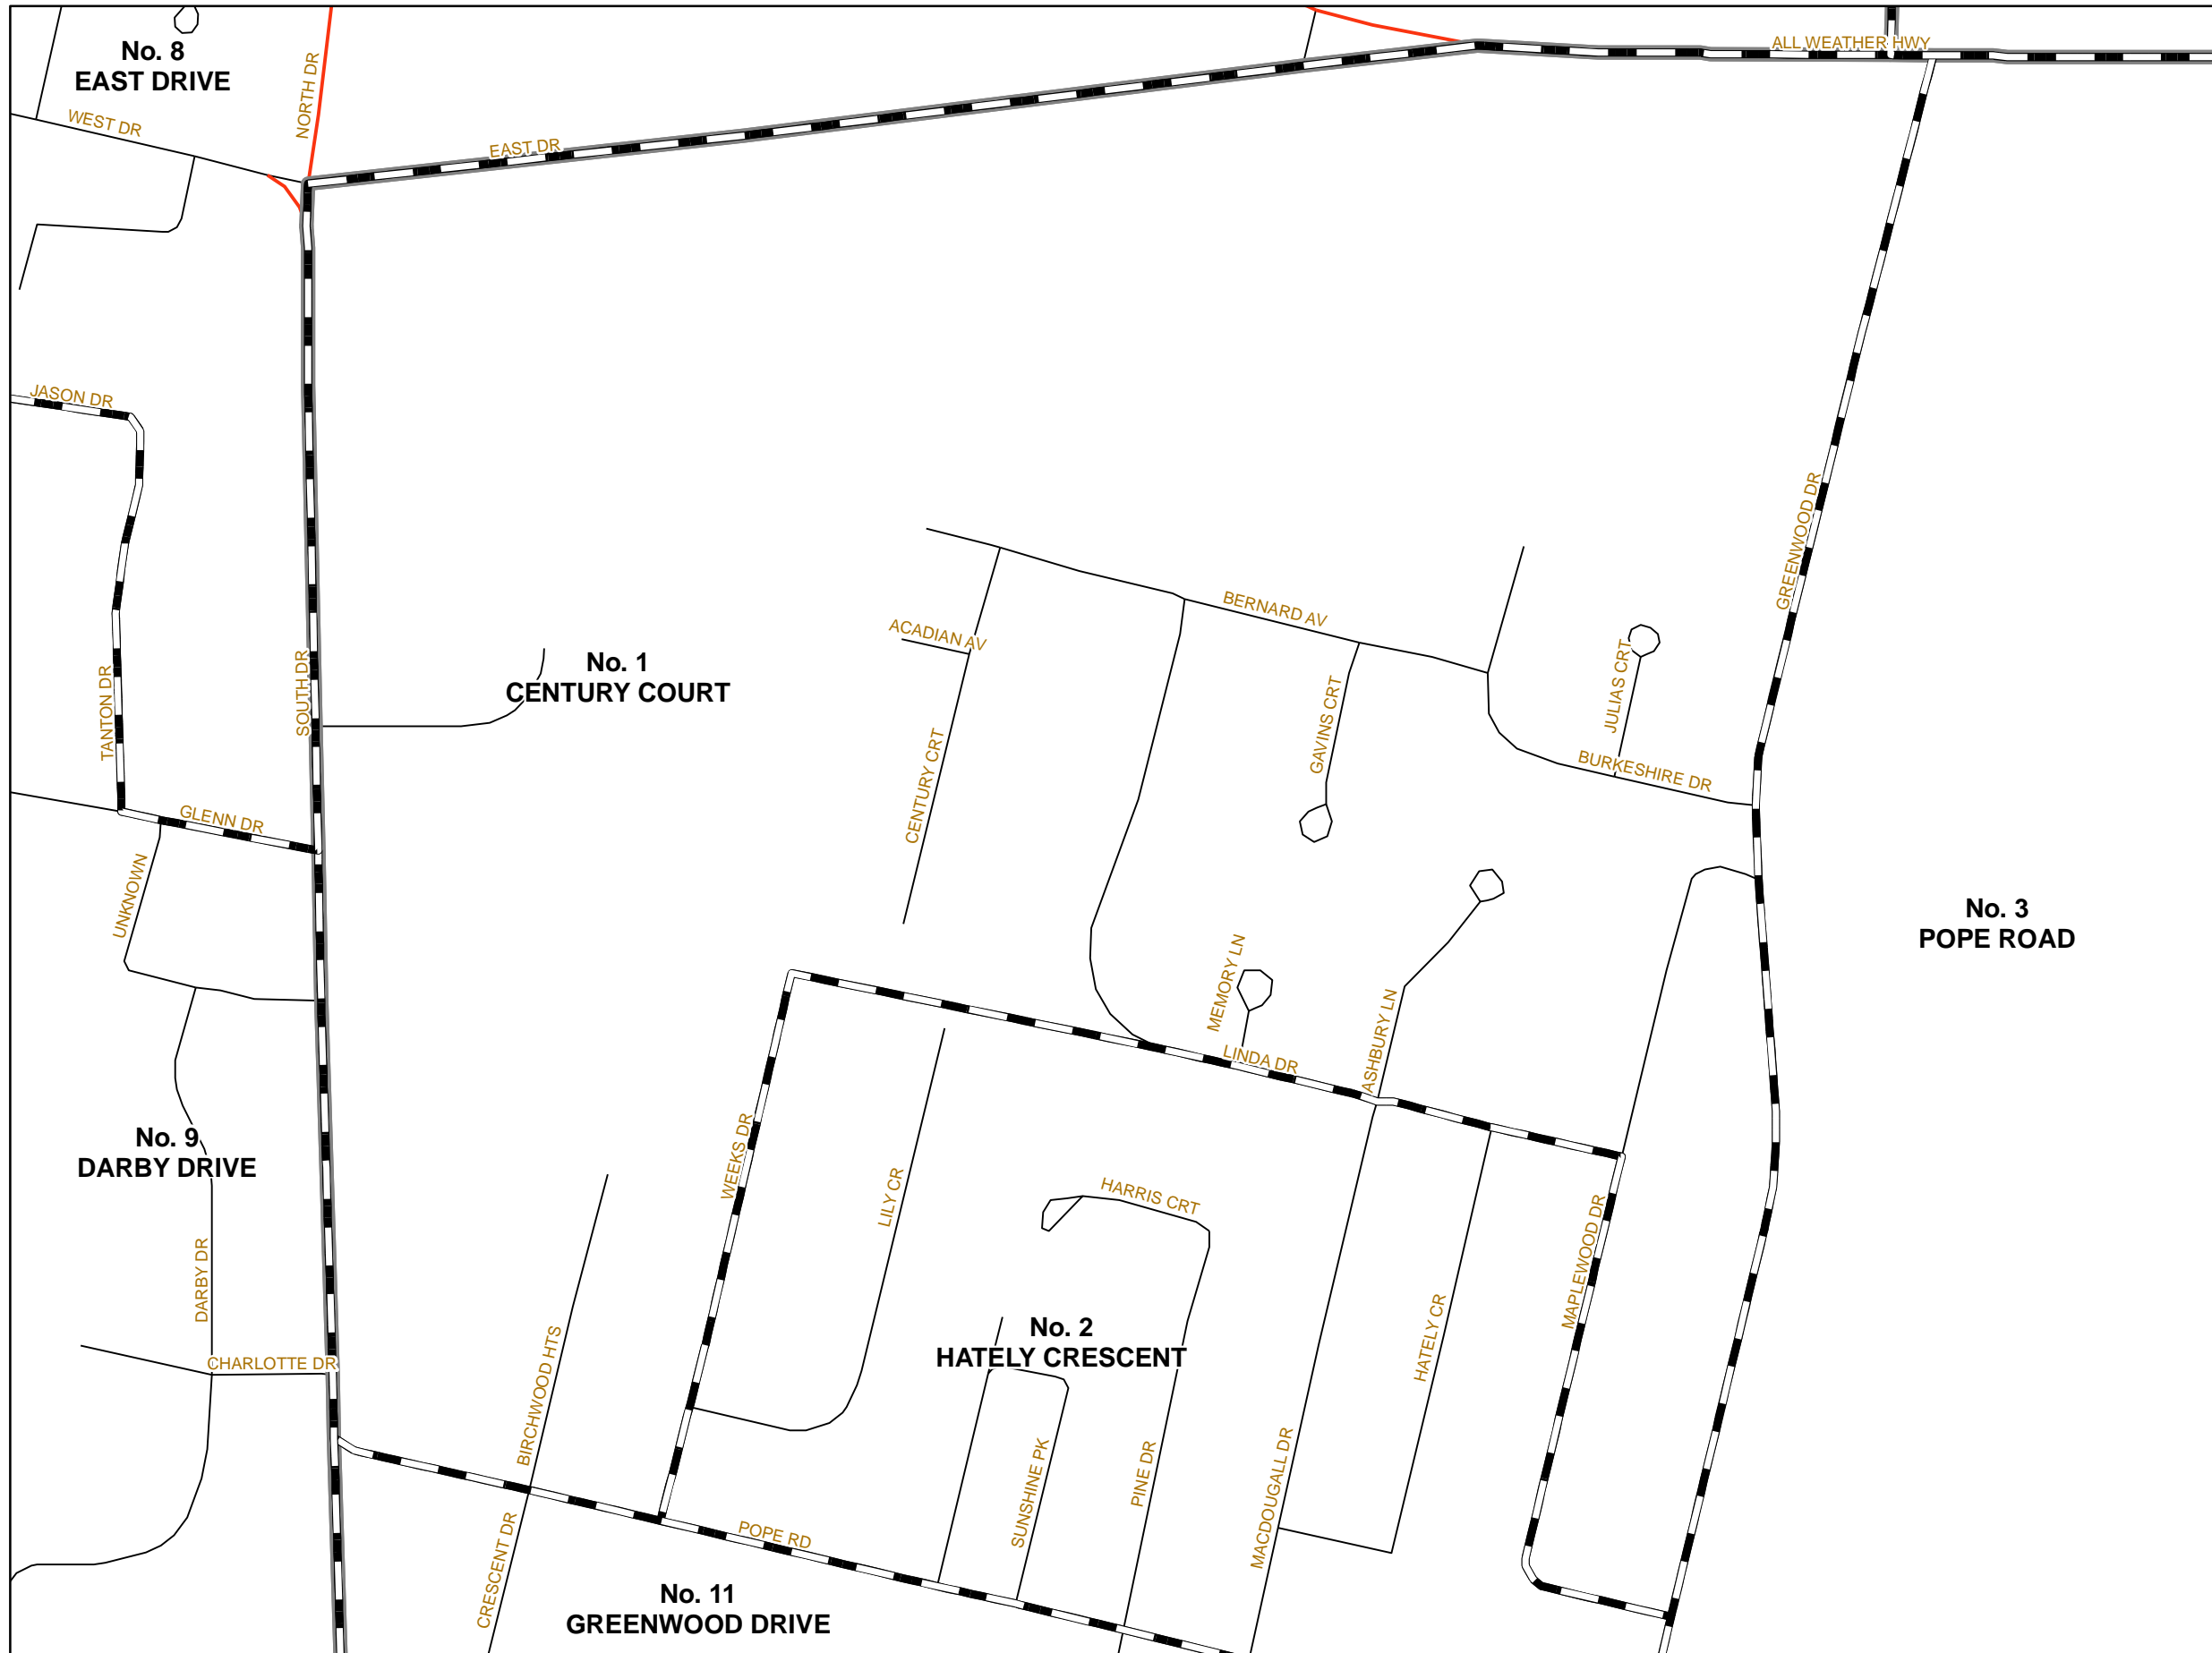 No. 8
EAST DRIVE
ALL WEATHER HWY
NORTH DR
WEST DR
EAST DR
JASON DR
GREENWOOD DR
BERNARD AV
ACADIAN AV
No. 1
CENTURY COURT
JULIAS CRT
GAVINS CRT
TANTON DR
SOUTH DR
CENTURY CRT
BURKESHIRE DR
GLENN DR
UNKNOWN
No. 3
POPE ROAD
MEMORY LN
ASHBURY LN
LINDA DR
No. 9
DARBY DRIVE
WEEKS DR
LILY CR
HARRIS CRT
MAPLEWOOD DR
DARBY DR
No. 2
HATELY CRESCENT
HATELY CR
CHARLOTTE DR
BIRCHWOOD HTS
SUNSHINE PK
PINE DR
MACDOUGALL DR
CRESCENT DR
POPE RD
No. 11
GREENWOOD DRIVE